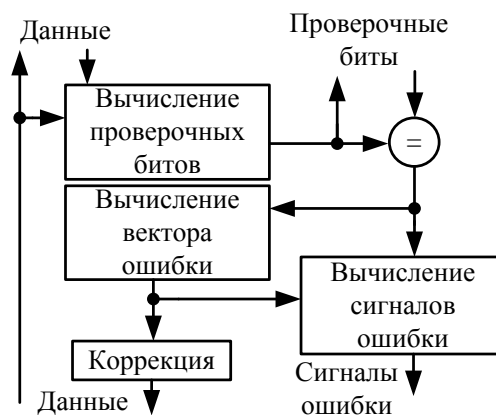 Данные
Проверочные
биты
Вычисление
проверочных
битов
=
Вычисление
вектора
ошибки
Вычисление
сигналов
ошибки
Коррекция
Сигналы
ошибки
Данные